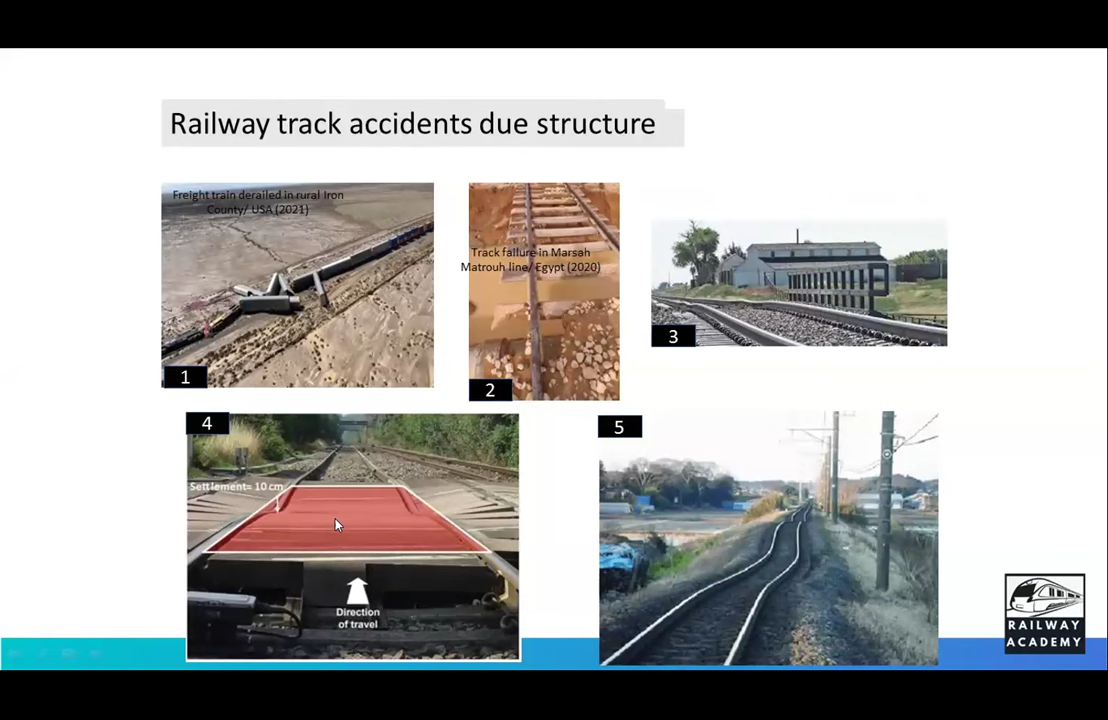 Railway track accidents due structure
Freight train derailed in rural Iron
County/ USA (2021)
1
Track failure in Marsah
Matrouh line/ Egypt (2020)
2
3
4
Settlement= 10 cm
Direction
of travel
5
RAILWAY
ACADEMY